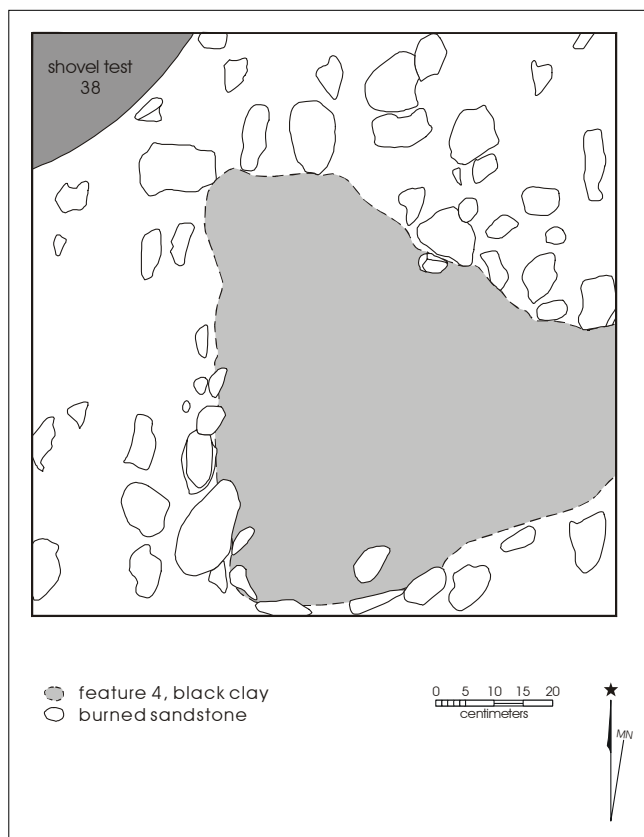 shovel test
38
feature 4, black clay
burned sandstone
0 5 10 15 20
centimeters
MN